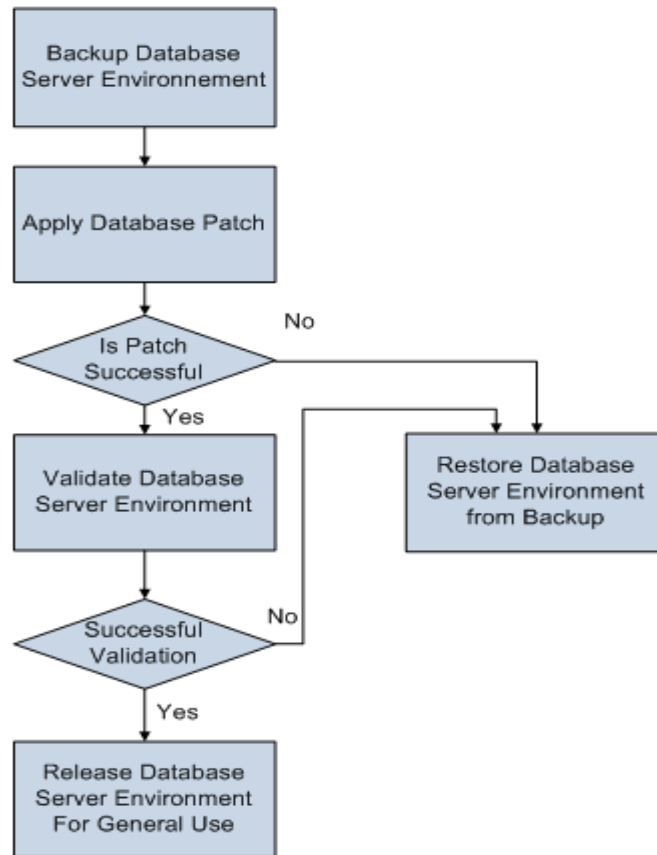 Backup Database
Server Environnement
Apply Database Patch
No
Is Patch
Successful
Yes
Validate Database
Server Environment
Restore Database
Server Environment
from Backup
No
Successful
Validation
Yes
Release Database
Server Environment
For General Use